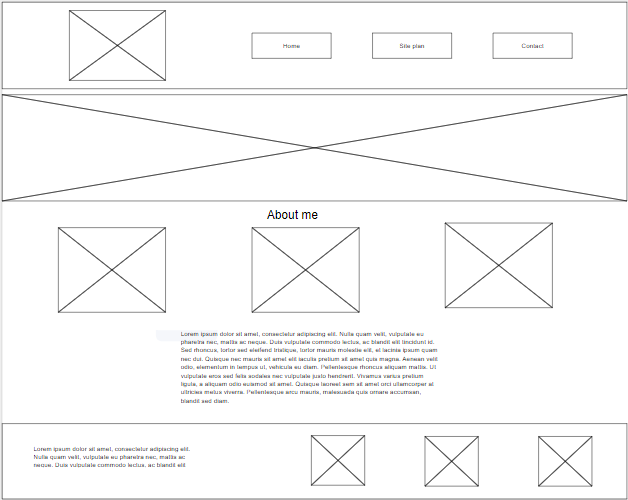 Home
Site plan
Contact
About me
Lorem ipsum dolor sit amet, consectetur adipiscing elit. Nulla quam velit, vulputate eu
pharetra nec, mattis ac neque. Duis vulputate commodo lectus, ac blandit elit tincidunt id.
Sed rhoncus, tortor sed eleifend tristique, tortor mauris molestie elit, et lacinia ipsum quam
nec dui. Quisque nec mauris sit amet elit iaculis pretium sit amet quis magna. Aenean velit
odio, elementum in tempus ut, vehicula eu diam. Pellentesque rhoncus aliquam mattis. Ut
vulputate eros sed felis sodales nec vulputate justo hendrerit. Vivamus varius pretium
ligula, a aliquam odio euismod sit amet. Quisque laoreet sem sit amet orci ullamcorper at
ultricies metus viverra. Pellentesque arcu mauris, malesuada quis ornare accumsan,
blandit sed diam.
Lorem ipsum dolor sit amet, consectetur adipiscing elit.
Nulla quam velit, vulputate eu pharetra nec, mattis ac
neque. Duis vulputate commodo lectus, ac blandit elit